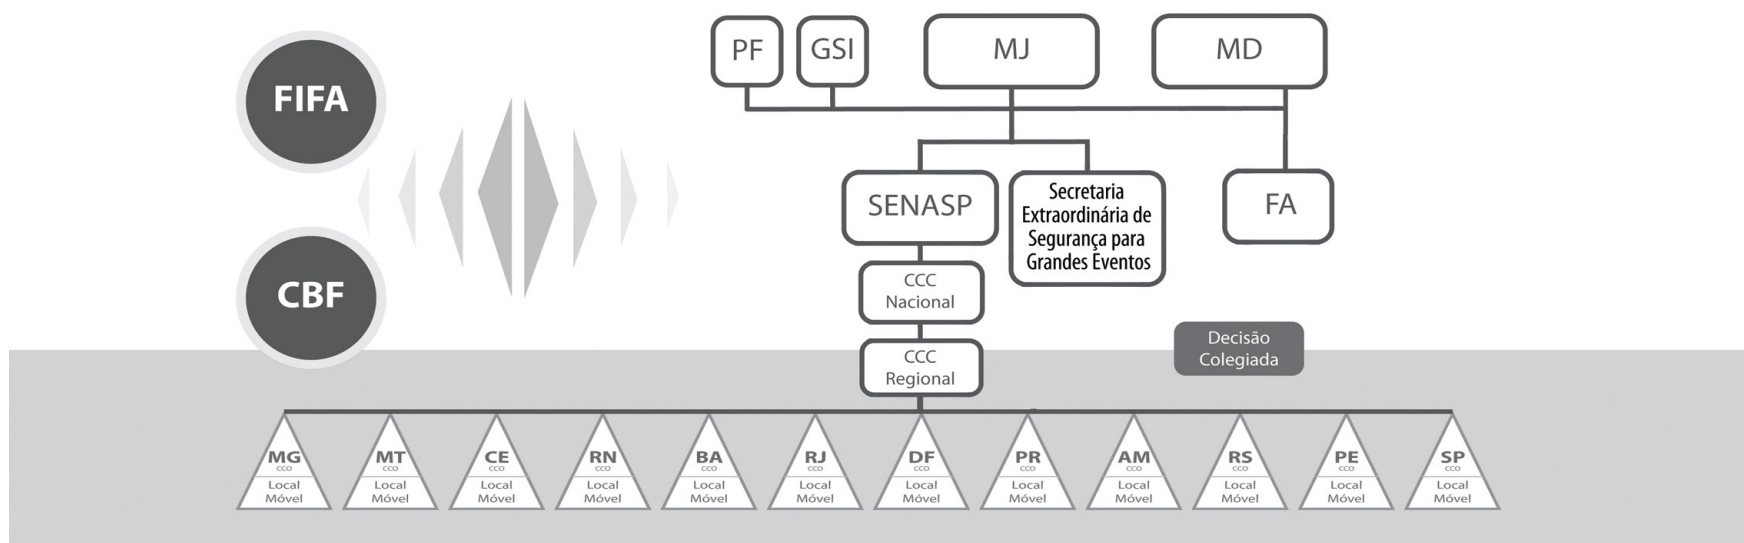 FIFA
CBF
PF
GSI
MJ
MD
SENASP
Secretaria
Extraordinária de
Segurança para
Grandes Eventos
FA
CCC
Nacional
CCC
Regional
Decisão
Colegiada
MG
CCO
Local
Móvel
MT
CCO
Local
Móvel
CE
CCO
Local
Móvel
RN
CCO
Local
Móvel
BA
CCO
Local
Móvel
RJ
CCO
Local
Móvel
DF
CCO
Local
Móvel
PR
CCO
Local
Móvel
AM
CCO
Local
Móvel
RS
CCO
Local
Móvel
PE
CCO
Local
Móvel
SP
CCO
Local
Móvel